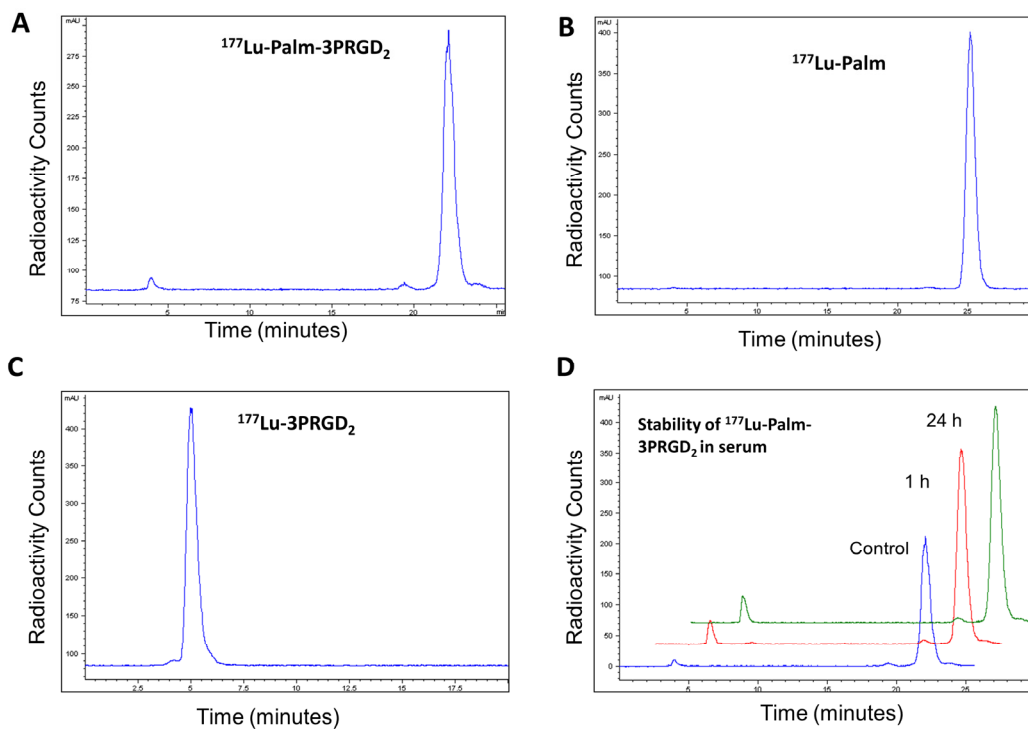 A
mAU
¹⁷⁷Lu-Palm-3PRGD₂
275
250
225
200
175
150
125
100
75
5 10 20 min
Radioactivity Counts
Time (minutes)
B
mAU
¹⁷⁷Lu-Palm
400
300
200
100
5 10 15 20 25
Radioactivity Counts
Time (minutes)
C
mAU
¹⁷⁷Lu-3PRGD₂
400
350
300
250
200
150
100
2.5 5 7.5 10 12.5 15 17.5
Radioactivity Counts
Time (minutes)
D
mAU
Stability of ¹⁷⁷Lu-Palm-
3PRGD₂ in serum
24 h
1 h
Control
400
350
300
250
200
150
100
50
0
5 10 15 20 25
Radioactivity Counts
Time (minutes)